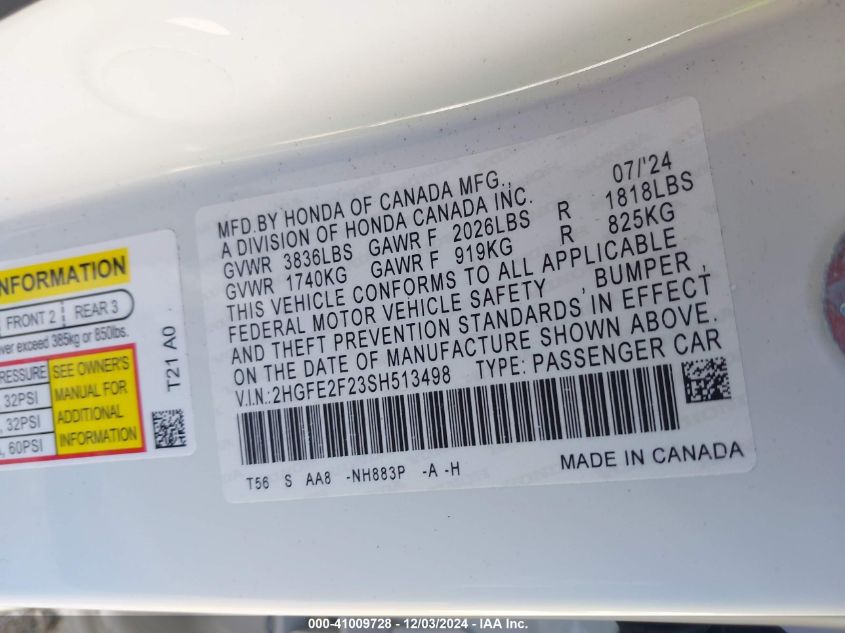 NFORMATION
FRONT 2 REAR 3
ver exceed 385kg or 850lbs.
RESSURE
32PSI
, 32PSI
, 60PSI
SEE OWNER'S
MANUAL FOR
ADDITIONAL
INFORMATION
T21 A0
MFD.BY HONDA OF CANADA MFG., 07/'24
A DIVISION OF HONDA CANADA INC.
GVWR 3836LBS GAWR F 2026LBS R 1818LBS
GVWR 1740KG GAWR F 919KG R 825KG
THIS VEHICLE CONFORMS TO ALL APPLICABLE
FEDERAL MOTOR VEHICLE SAFETY , BUMPER ,
AND THEFT PREVENTION STANDARDS IN EFFECT
ON THE DATE OF MANUFACTURE SHOWN ABOVE.
V.I.N.:2HGFE2F23SH513498 TYPE: PASSENGER CAR
T56 S AA8 -NH883P -A -H MADE IN CANADA
000-41009728 - 12/03/2024 - IAA Inc.